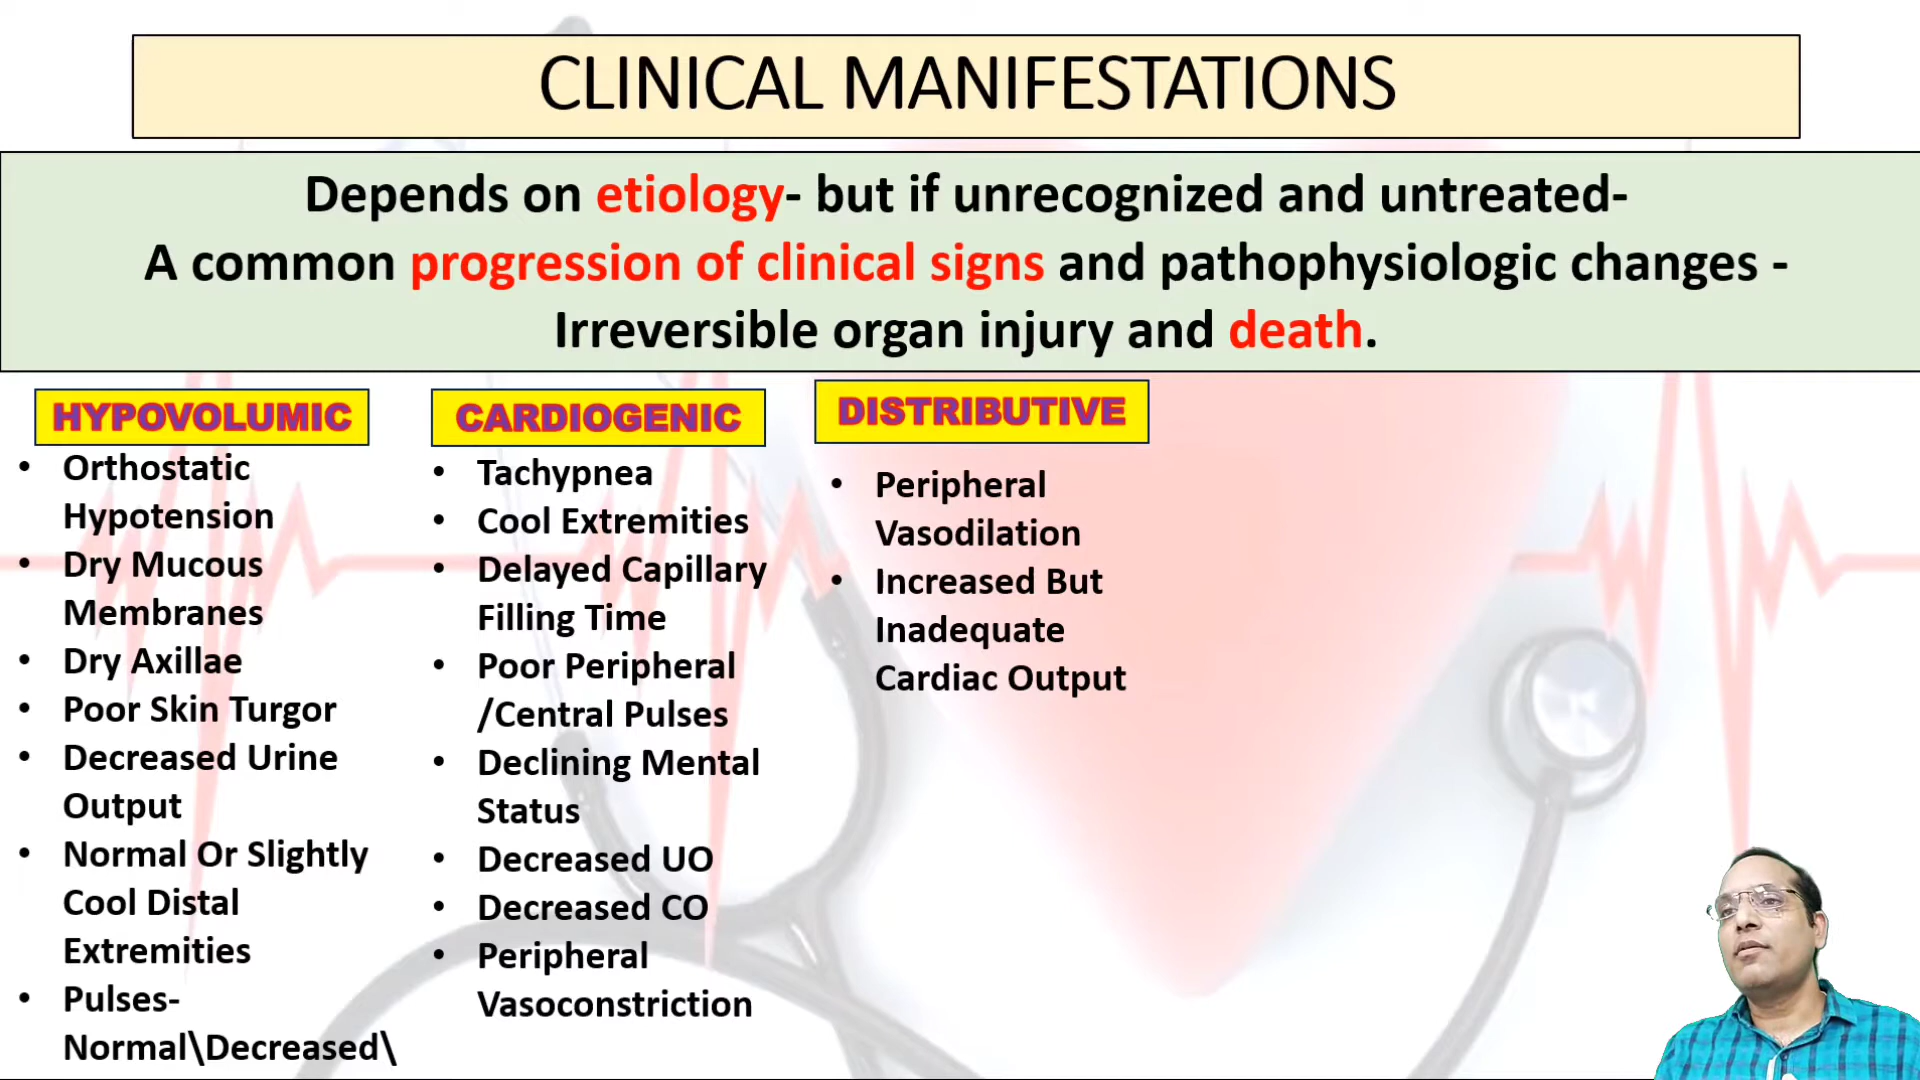 CLINICAL MANIFESTATIONS
Depends on etiology- but if unrecognized and untreated-
A common progression of clinical signs and pathophysiologic changes -
Irreversible organ injury and death.
HYPOVOLUMIC
• Orthostatic
Hypotension
• Dry Mucous
Membranes
• Dry Axillae
• Poor Skin Turgor
• Decreased Urine
Output
• Normal Or Slightly
Cool Distal
Extremities
• Pulses-
Normal\Decreased\
CARDIOGENIC
• Tachypnea
• Cool Extremities
• Delayed Capillary
Filling Time
• Poor Peripheral
/Central Pulses
• Declining Mental
Status
• Decreased UO
• Decreased CO
• Peripheral
Vasoconstriction
DISTRIBUTIVE
• Peripheral
Vasodilation
• Increased But
Inadequate
Cardiac Output